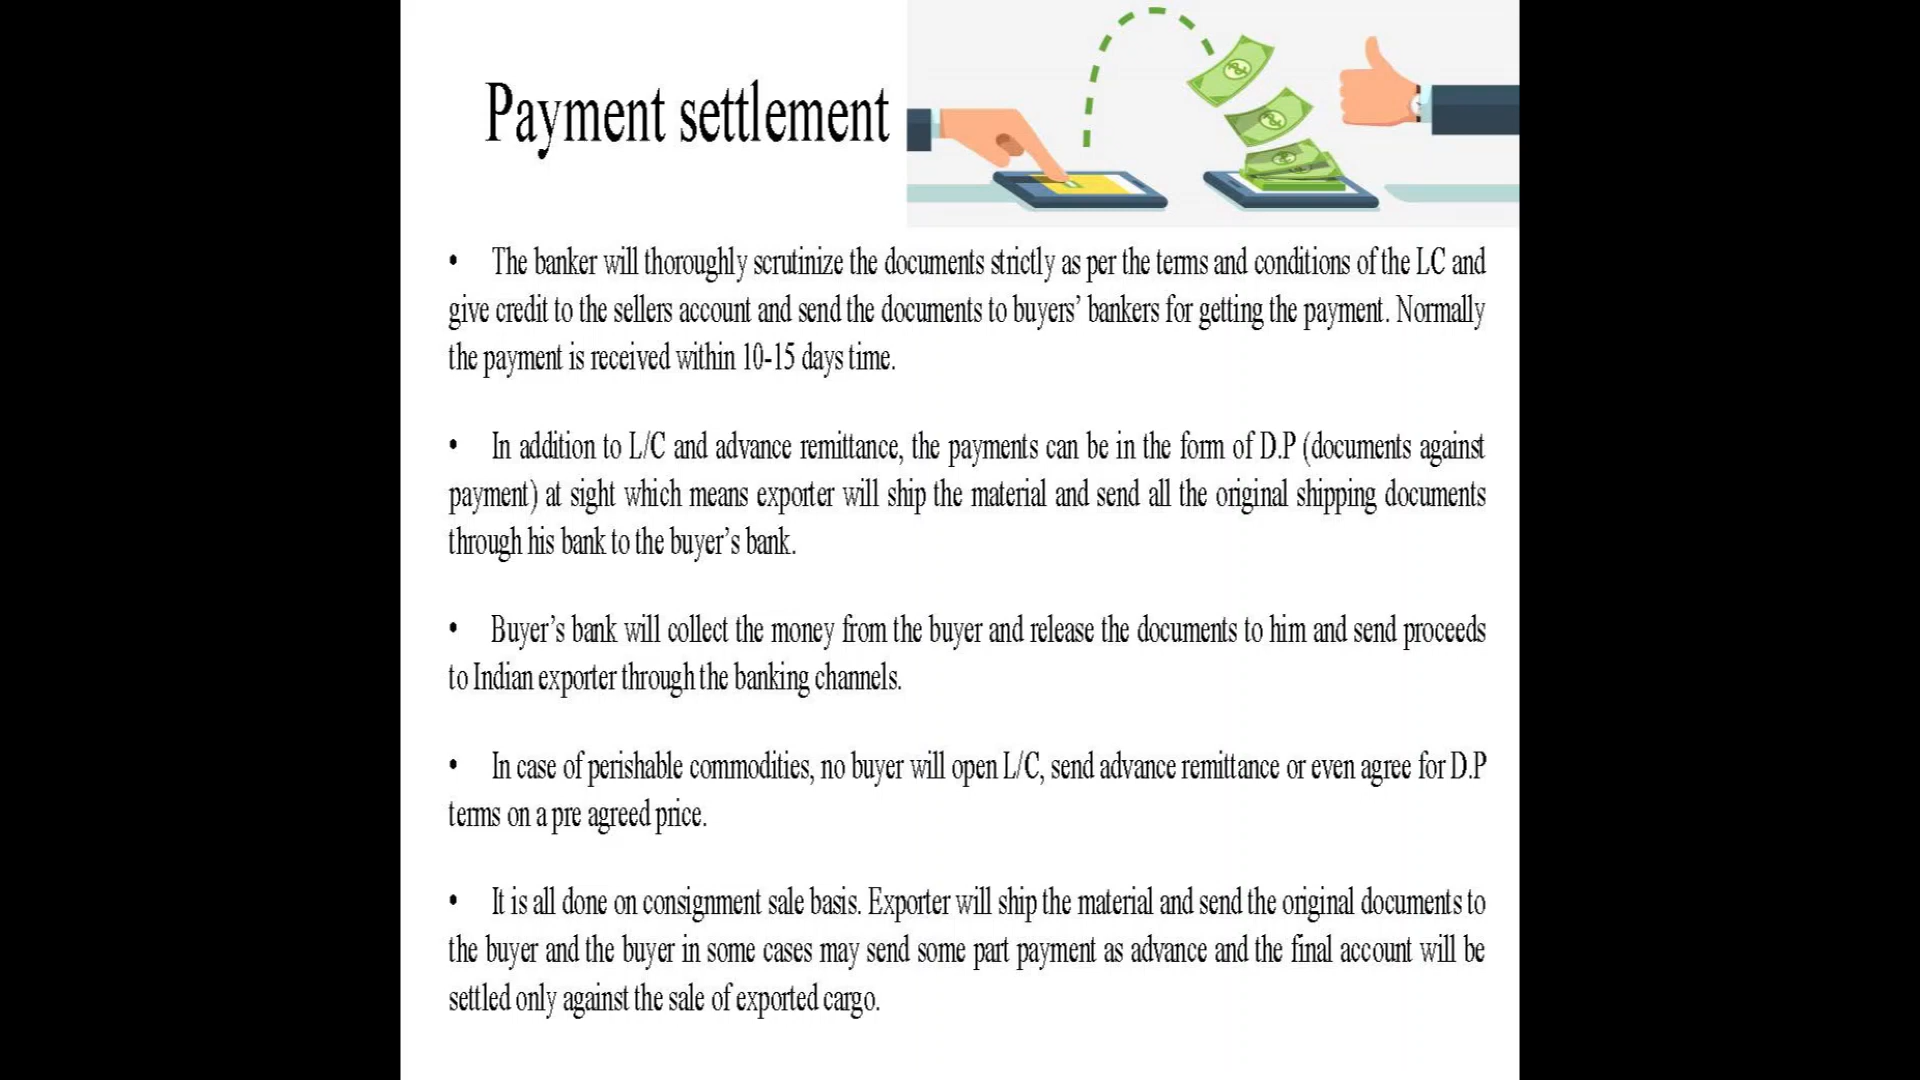 Payment settlement
• The banker will thoroughly scrutinize the documents strictly as per the terms and conditions of the LC and
give credit to the sellers account and send the documents to buyers’ bankers for getting the payment. Normally
the payment is received within 10-15 days time.
• In addition to L/C and advance remittance, the payments can be in the form of D.P (documents against
payment) at sight which means exporter will ship the material and send all the original shipping documents
through his bank to the buyer’s bank.
• Buyer’s bank will collect the money from the buyer and release the documents to him and send proceeds
to Indian exporter through the banking channels.
• In case of perishable commodities, no buyer will open L/C, send advance remittance or even agree for D.P
terms on a pre agreed price.
• It is all done on consignment sale basis. Exporter will ship the material and send the original documents to
the buyer and the buyer in some cases may send some part payment as advance and the final account will be
settled only against the sale of exported cargo.